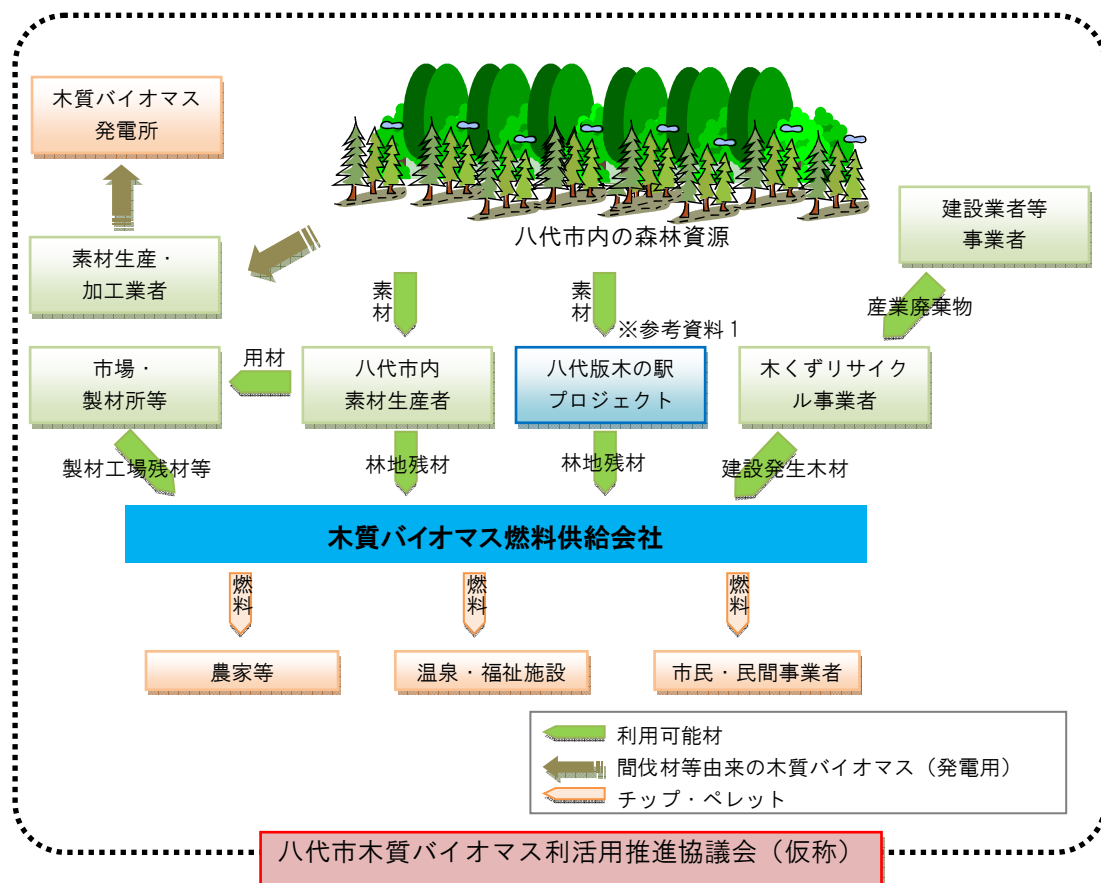 木質バイオマス
発電所
八代市内の森林資源
建設業者等
事業者
素材生産・
加工業者
素材
素材
※参考資料１
産業廃棄物
市場・
製材所等
用材
八代市内
素材生産者
八代版木の駅
プロジェクト
木くずリサイク
ル事業者
製材工場残材等
林地残材
林地残材
建設発生木材
木質バイオマス燃料供給会社
燃料
燃料
燃料
農家等
温泉・福祉施設
市民・民間事業者
利用可能材
間伐材等由来の木質バイオマス（発電用）
チップ・ペレット
八代市木質バイオマス利活用推進協議会（仮称）